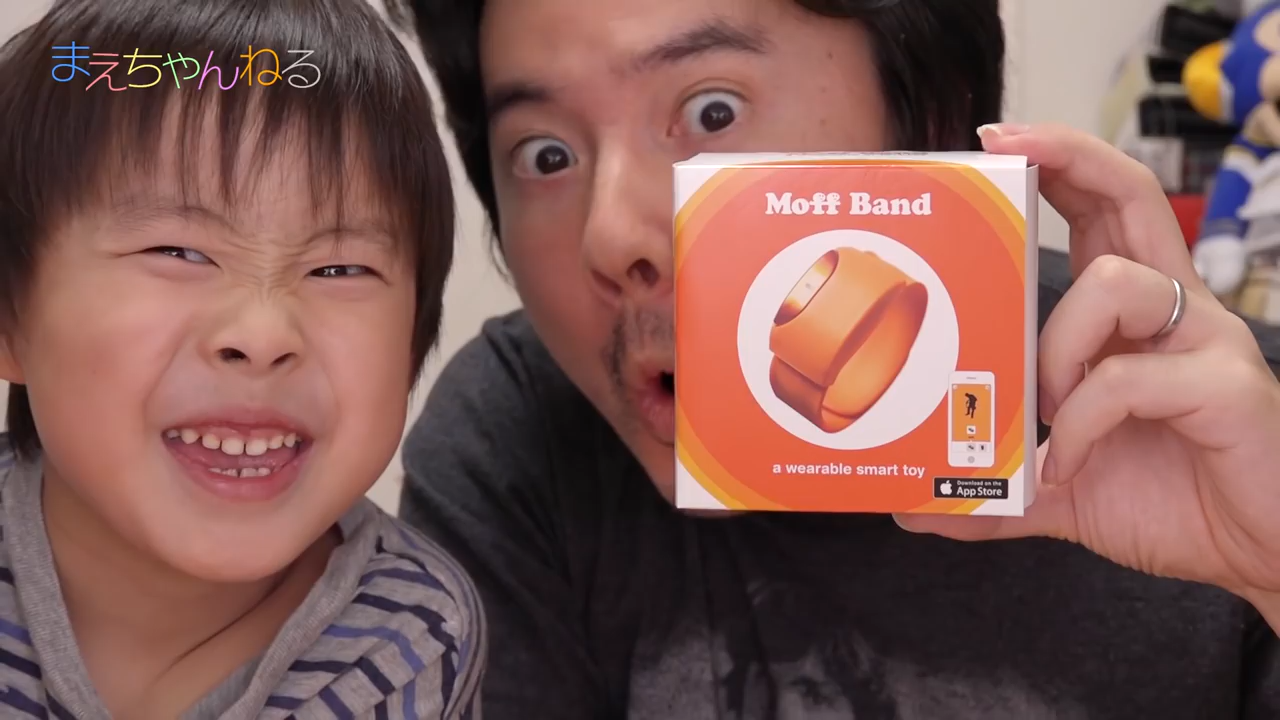 まえちゃんねる
Moff Band
a wearable smart toy
Download on the
App Store